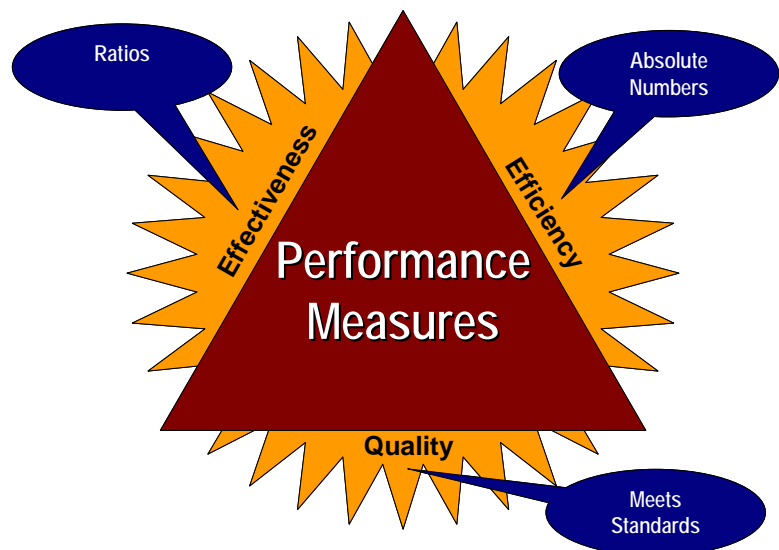 Ratios
Absolute
Numbers
Effectiveness
Efficiency
Performance
Measures
Quality
Meets
Standards